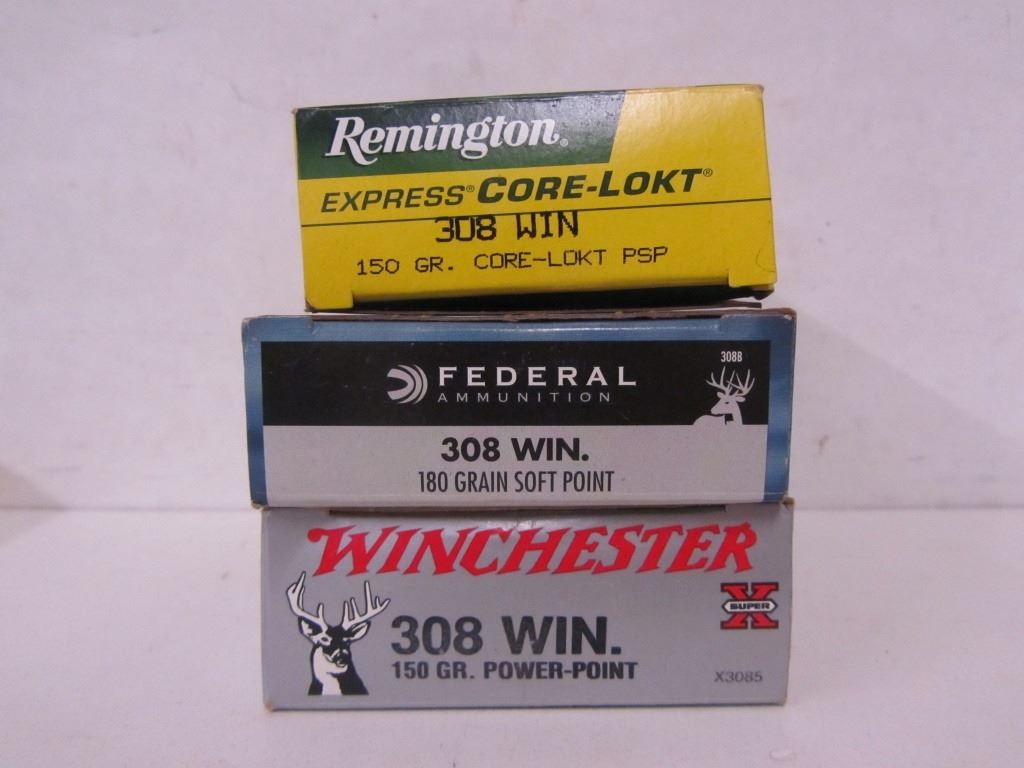 Remington®
EXPRESS® CORE-LOKT®
308 WIN
150 GR. CORE-LOKT PSP
308B
FEDERAL
AMMUNITION
308 WIN.
180 GRAIN SOFT POINT
WINCHESTER
SUPER X
308 WIN.
150 GR. POWER-POINT
X3085